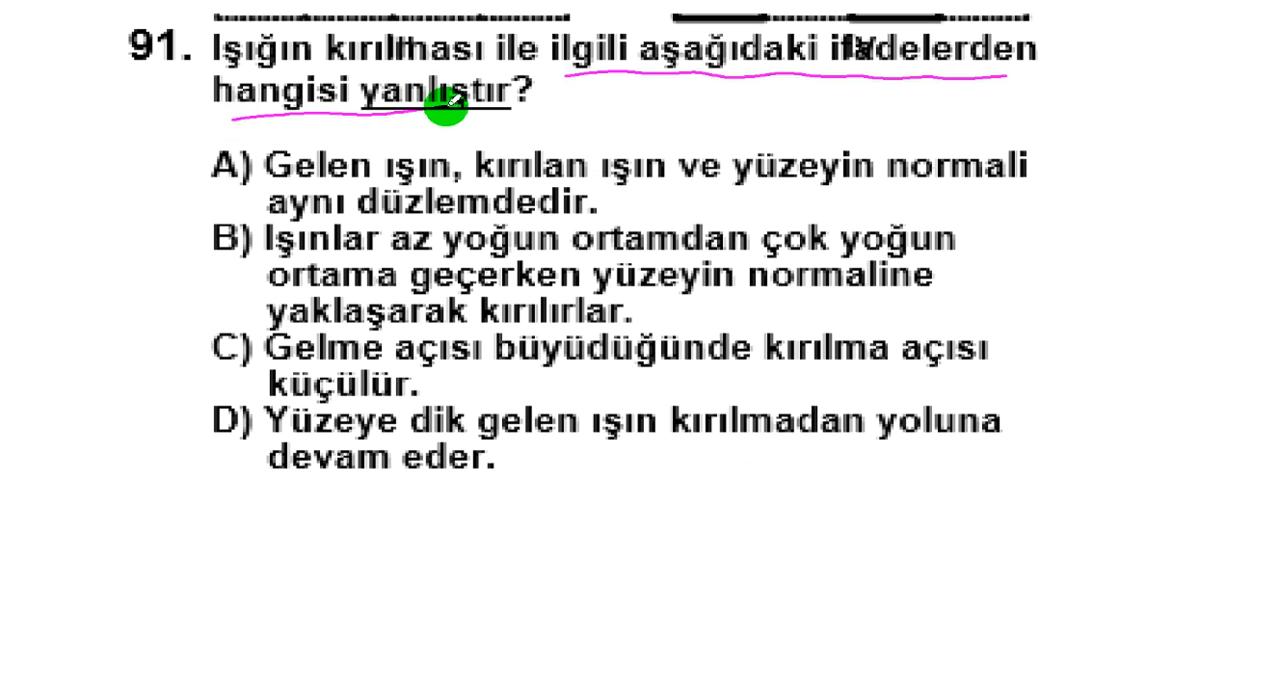 91. Işığın kırılması ile ilgili aşağıdaki ifadelerden
hangisi yanlıştır?
A) Gelen ışın, kırılan ışın ve yüzeyin normali
aynı düzlemdedir.
B) Işınlar az yoğun ortamdan çok yoğun
ortama geçerken yüzeyin normaline
yaklaşarak kırılırlar.
C) Gelme açısı büyüdüğünde kırılma açısı
küçülür.
D) Yüzeye dik gelen ışın kırılmadan yoluna
devam eder.